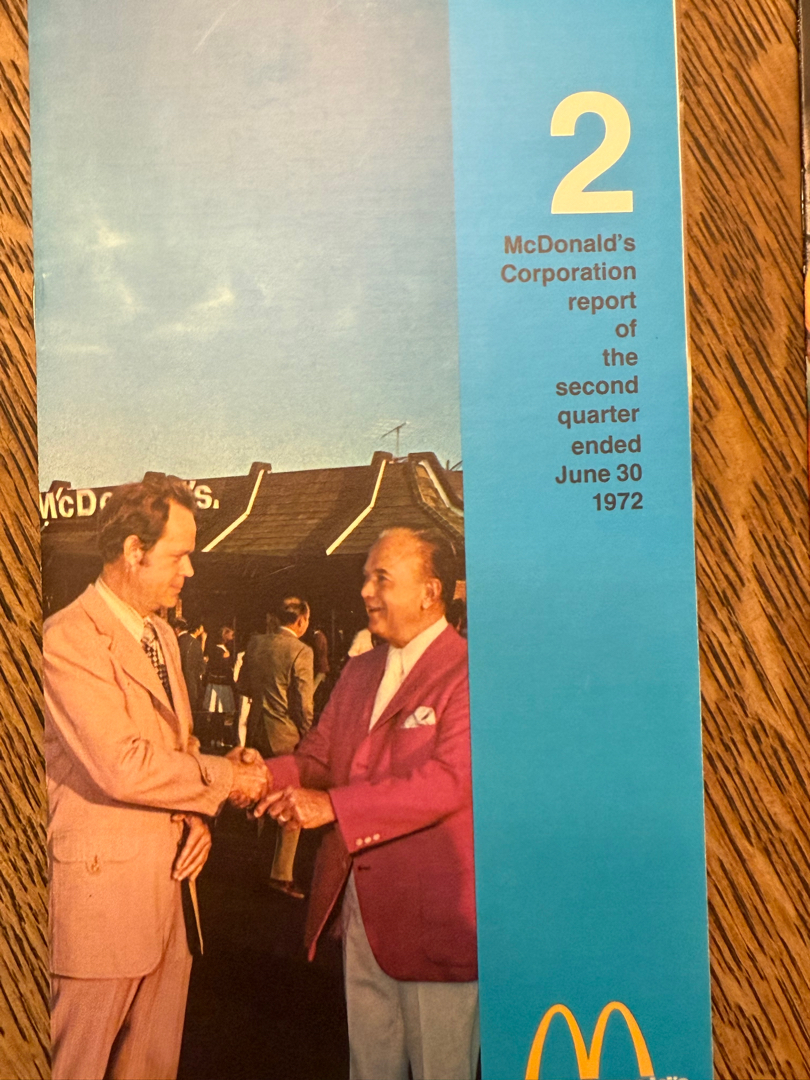 2
McDonald's
Corporation
report
of
the
second
quarter
ended
June 30
1972